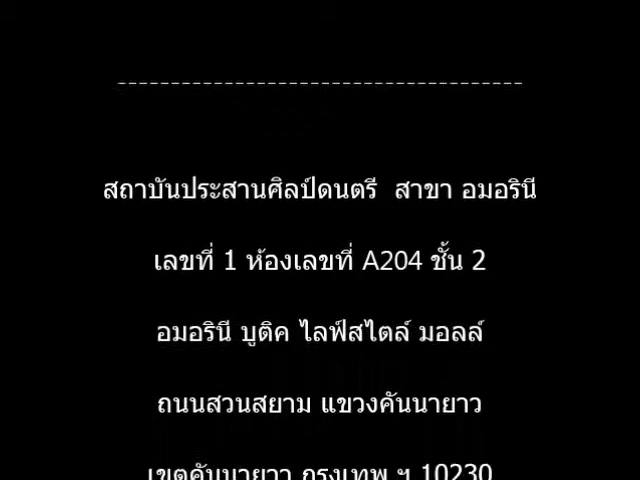 --------------------------------------
สถาบันประสานศิลป์ดนตรี สาขา อมอรินี
เลขที่ 1 ห้องเลขที่ A204 ชั้น 2
อมอรินี บูติค ไลฟ์สไตล์ มอลล์
ถนนสวนสยาม แขวงคันนายาว
เขตคันนายาว กรุงเทพ ฯ 10230